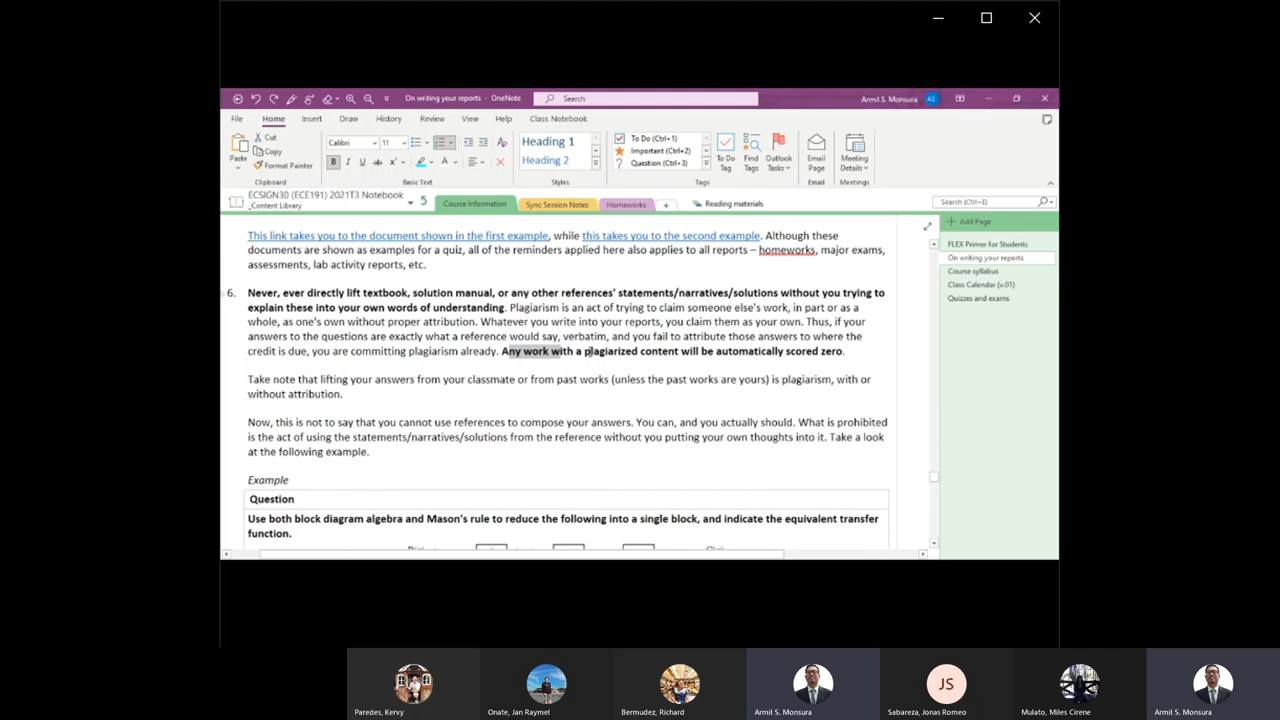 On writing your reports - OneNote
Search
Armil S. Monsura
AS
File Home Insert Draw History Review View Help Class Notebook
Paste
Cut
Copy
Format Painter
Clipboard
Calibri 11
B I U ab x
A
Basic Text
Heading 1
Heading 2
Styles
To Do (Ctrl+1)
Important (Ctrl+2)
Question (Ctrl+3)
To Do Tag
Find Tags
Outlook Tasks
Tags
Email Page
Email
Meeting Details
Meetings
ECSIGN30 (ECE191) 2021T3 Notebook
_Content Library
Course Information
Sync Session Notes
Homeworks
+
Reading materials
Search (Ctrl+E)
Add Page
FLEX Primer for Students
On writing your reports
Course syllabus
Class Calendar (v.01)
Quizzes and exams
This link takes you to the document shown in the first example, while this takes you to the second example. Although these
documents are shown as examples for a quiz, all of the reminders applied here also applies to all reports – homeworks, major exams,
assessments, lab activity reports, etc.
6. Never, ever directly lift textbook, solution manual, or any other references' statements/narratives/solutions without you trying to
explain these into your own words of understanding. Plagiarism is an act of trying to claim someone else's work, in part or as a
whole, as one's own without proper attribution. Whatever you write into your reports, you claim them as your own. Thus, if your
answers to the questions are exactly what a reference would say, verbatim, and you fail to attribute those answers to where the
credit is due, you are committing plagiarism already. Any work with a plagiarized content will be automatically scored zero.
Take note that lifting your answers from your classmate or from past works (unless the past works are yours) is plagiarism, with or
without attribution.
Now, this is not to say that you cannot use references to compose your answers. You can, and you actually should. What is prohibited
is the act of using the statements/narratives/solutions from the reference without you putting your own thoughts into it. Take a look
at the following example.
Example
Question
Use both block diagram algebra and Mason's rule to reduce the following into a single block, and indicate the equivalent transfer
function.
JS
Paredes, Kervy
Onate, Jan Raymel
Bermudez, Richard
Armil S. Monsura
Sabareza, Jonas Romeo
Mulato, Miles Cirene
Armil S. Monsura